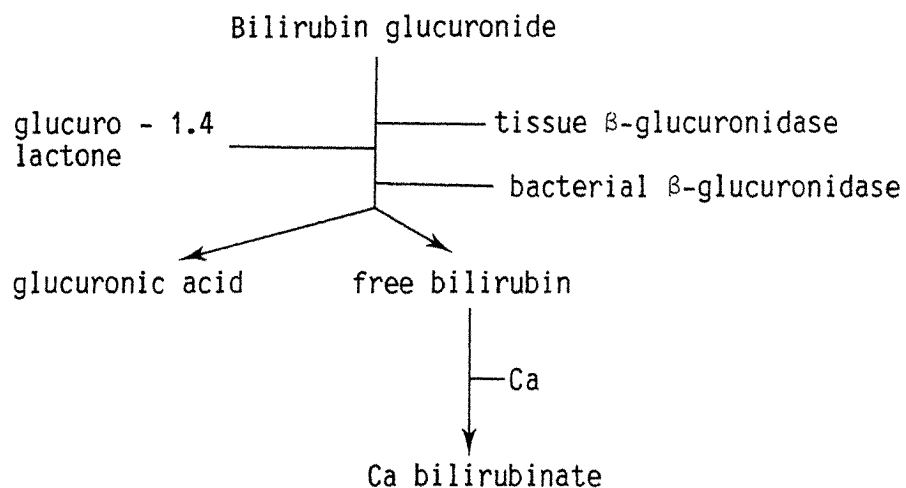 Bilirubin glucuronide
glucuro - 1.4
lactone
tissue β-glucuronidase
bacterial β-glucuronidase
glucuronic acid
free bilirubin
Ca
Ca bilirubinate